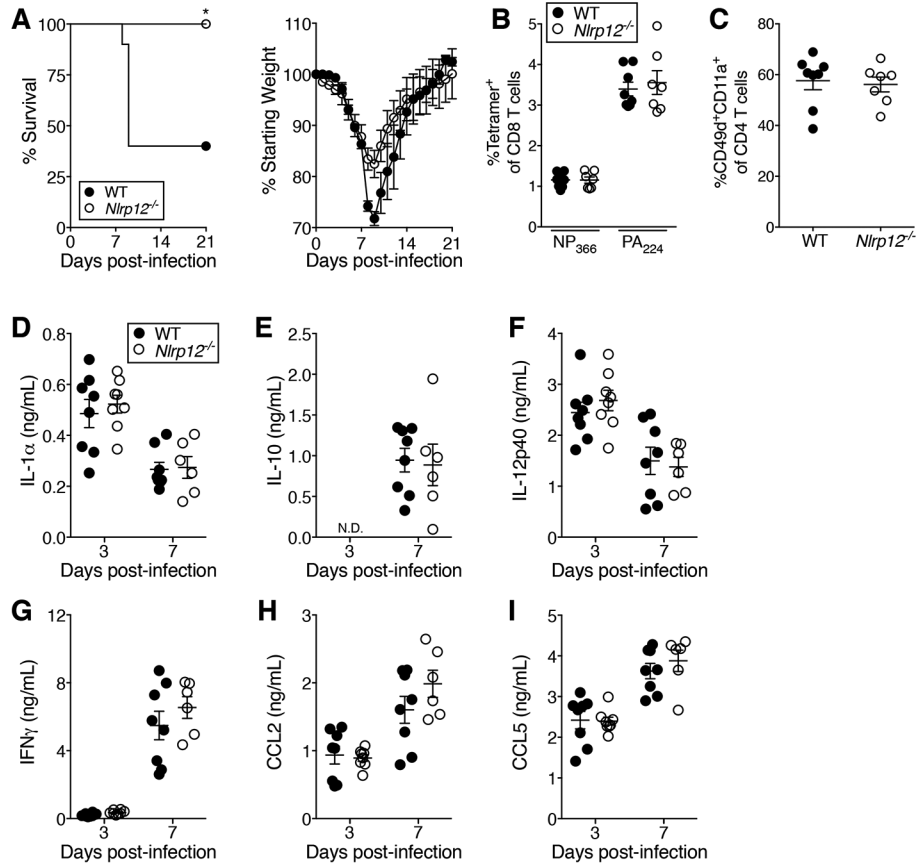 A
% Survival
100
75
50
25
0
*
WT
Nlrp12-/-
0 7 14 21
Days post-infection
% Starting Weight
110
100
90
80
70
0 7 14 21
Days post-infection
B
WT
Nlrp12-/-
%Tetramer+
of CD8 T cells
5
4
3
2
1
0
NP366 PA224
C
%CD49d+CD11a+
of CD4 T cells
80
60
40
20
0
WT Nlrp12-/-
D
WT
Nlrp12-/-
IL-1α (ng/mL)
0.8
0.6
0.4
0.2
0.0
3 7
Days post-infection
E
IL-10 (ng/mL)
2.5
2.0
1.5
1.0
0.5
0.0
N.D.
3 7
Days post-infection
F
IL-12p40 (ng/mL)
4
3
2
1
0
3 7
Days post-infection
G
IFNγ (ng/mL)
12
8
4
0
3 7
Days post-infection
H
CCL2 (ng/mL)
3
2
1
0
3 7
Days post-infection
I
CCL5 (ng/mL)
5
4
3
2
1
0
3 7
Days post-infection